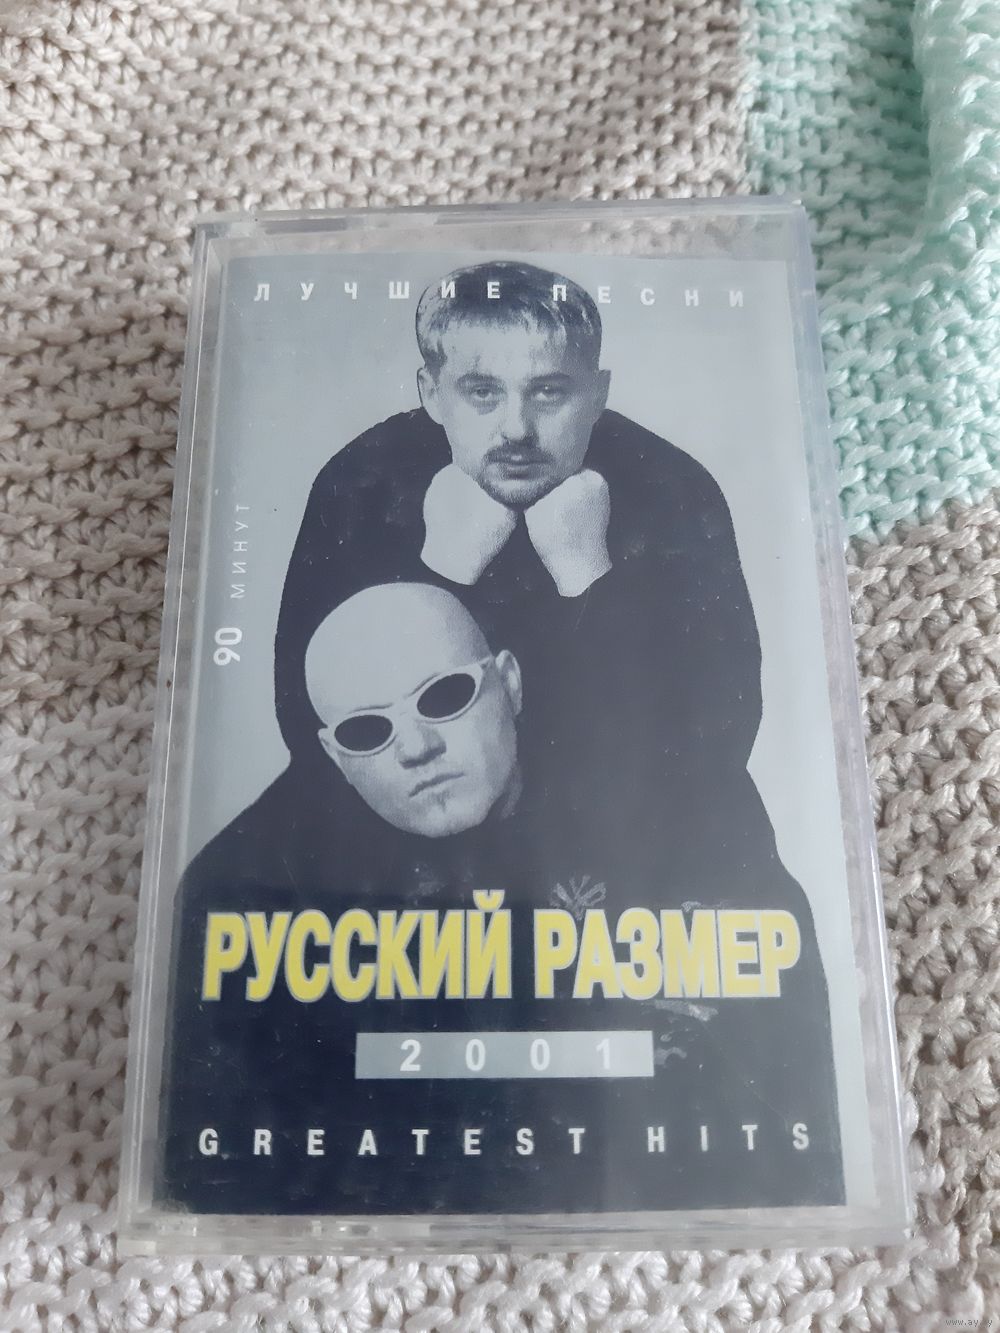 ЛУЧШИЕ ПЕСНИ
90 МИНУТ
РУССКИЙ РАЗМЕР
2001
GREATEST HITS